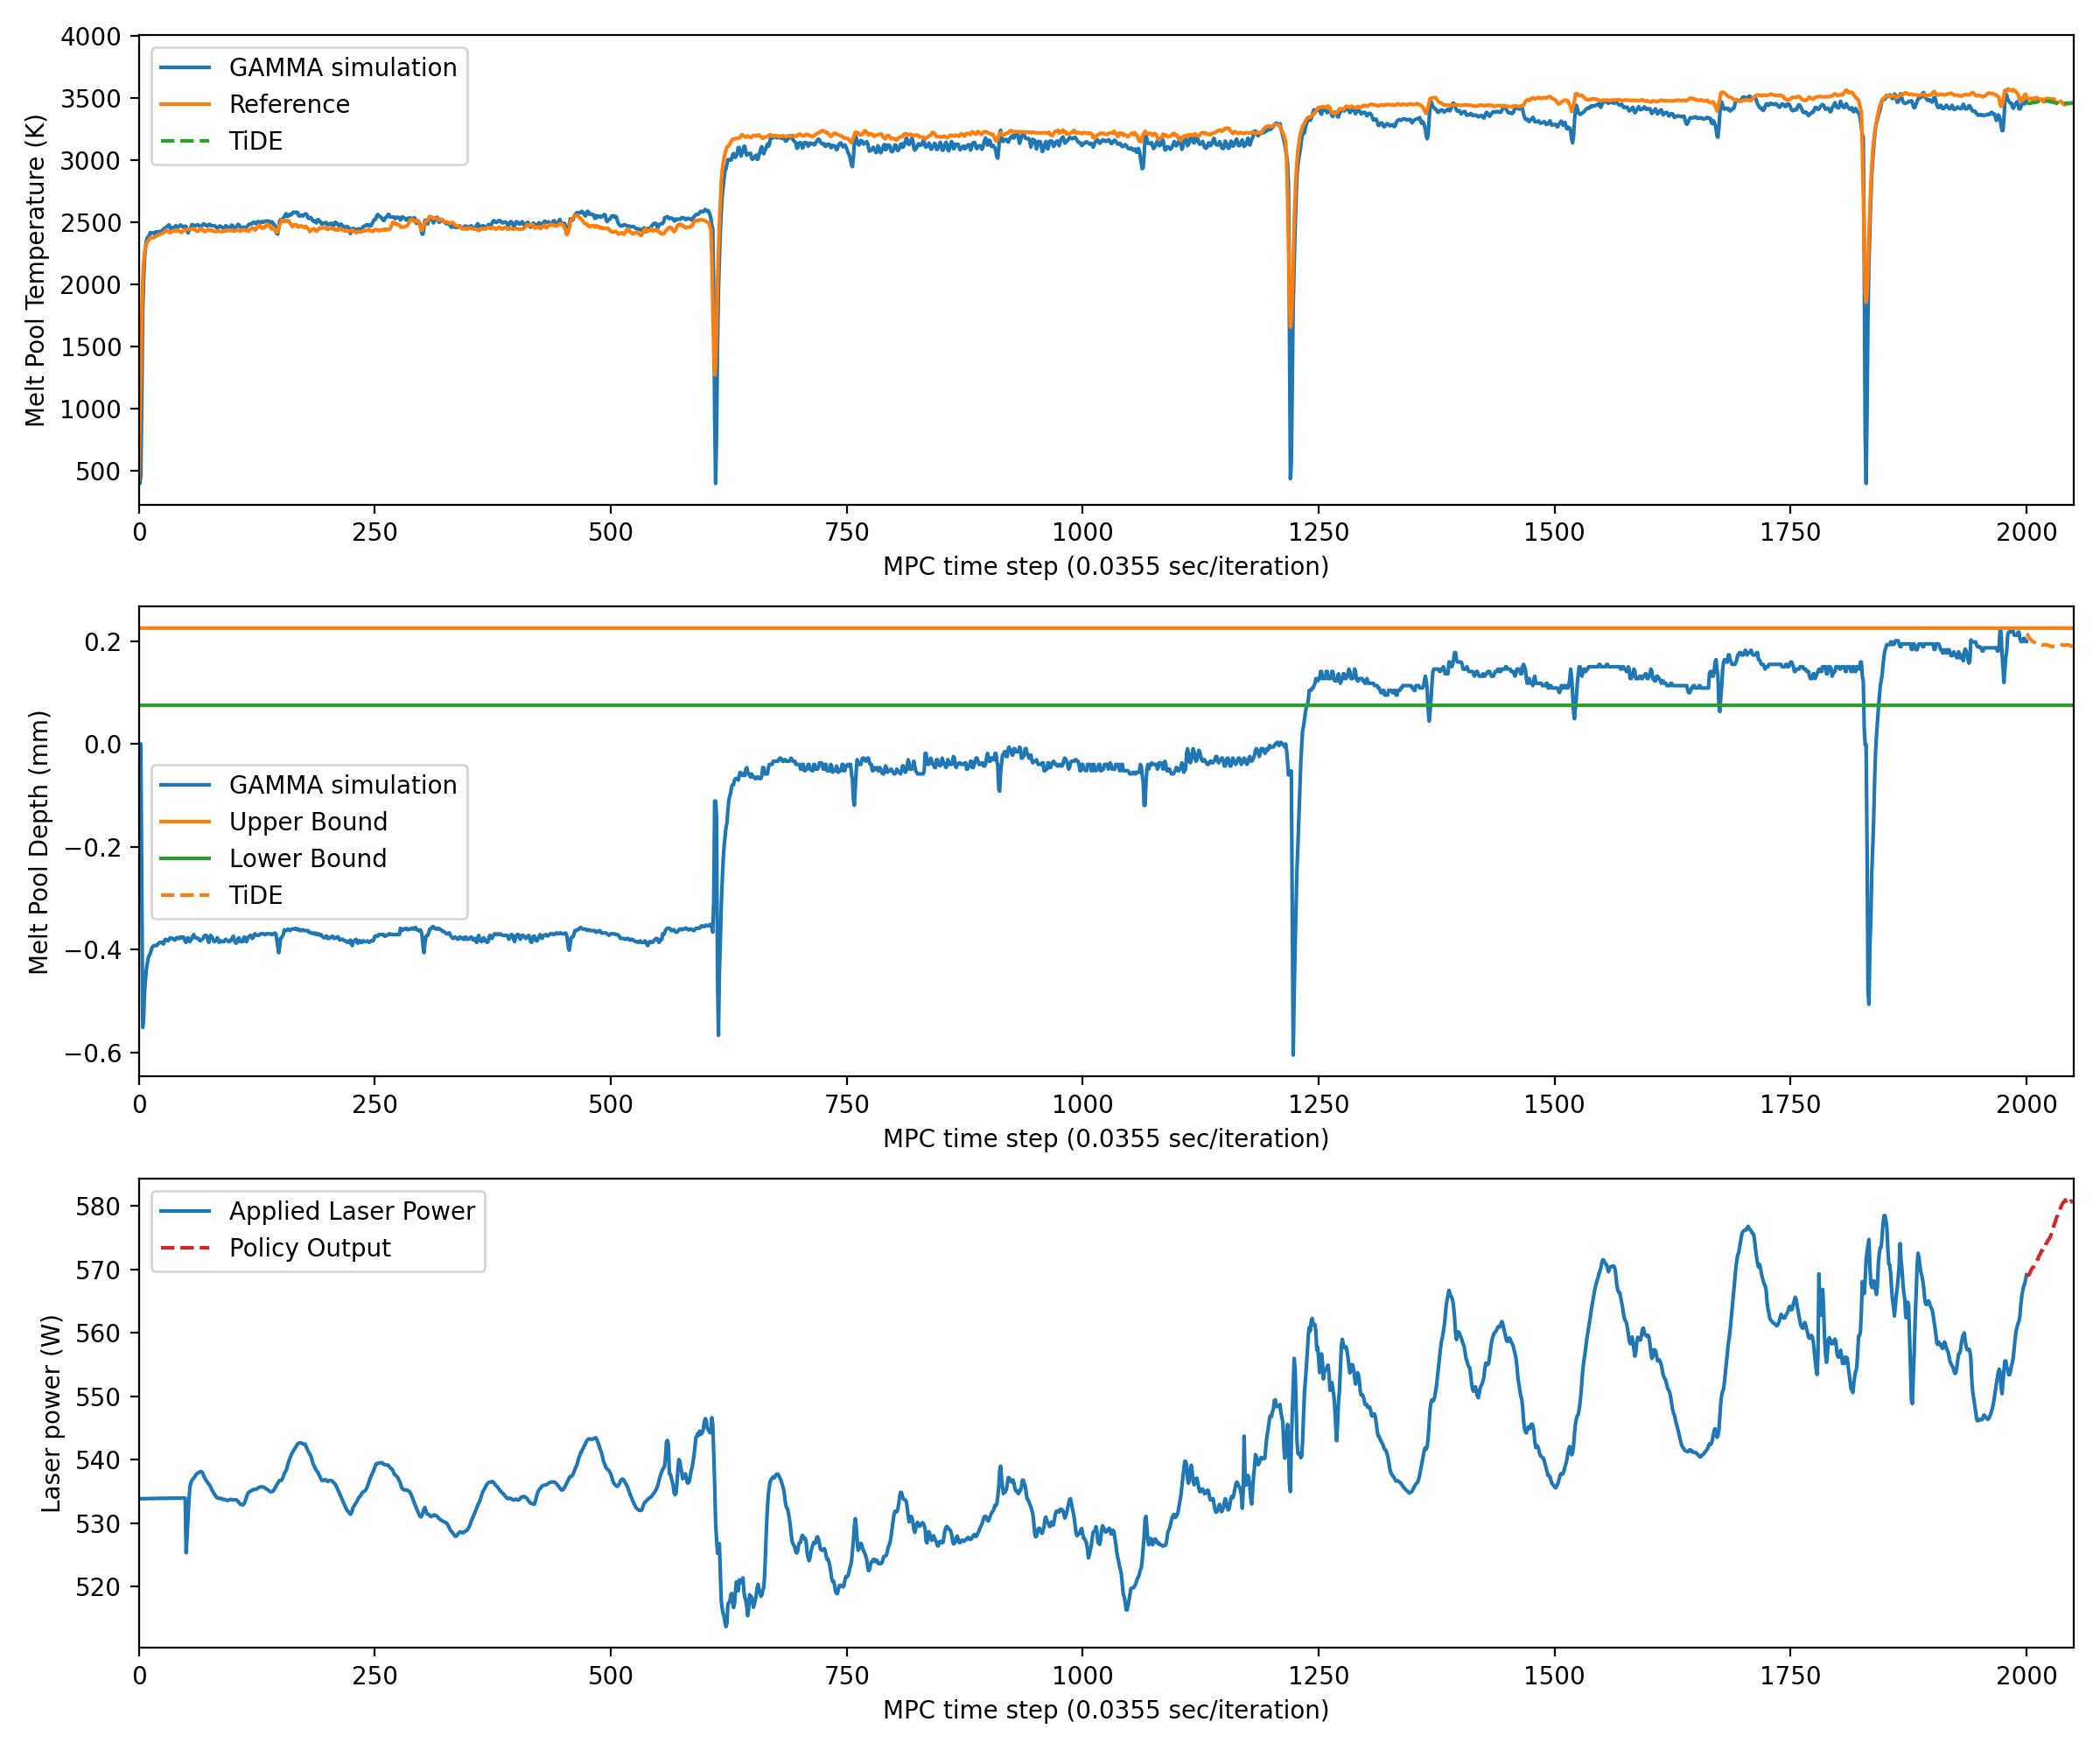 4000
3500
3000
2500
2000
1500
1000
500
Melt Pool Temperature (K)
GAMMA simulation
Reference
TiDE
0 250 500 750 1000 1250 1500 1750 2000
MPC time step (0.0355 sec/iteration)
0.2
0.0
−0.2
−0.4
−0.6
Melt Pool Depth (mm)
GAMMA simulation
Upper Bound
Lower Bound
TiDE
0 250 500 750 1000 1250 1500 1750 2000
MPC time step (0.0355 sec/iteration)
580
570
560
550
540
530
520
Laser power (W)
Applied Laser Power
Policy Output
0 250 500 750 1000 1250 1500 1750 2000
MPC time step (0.0355 sec/iteration)